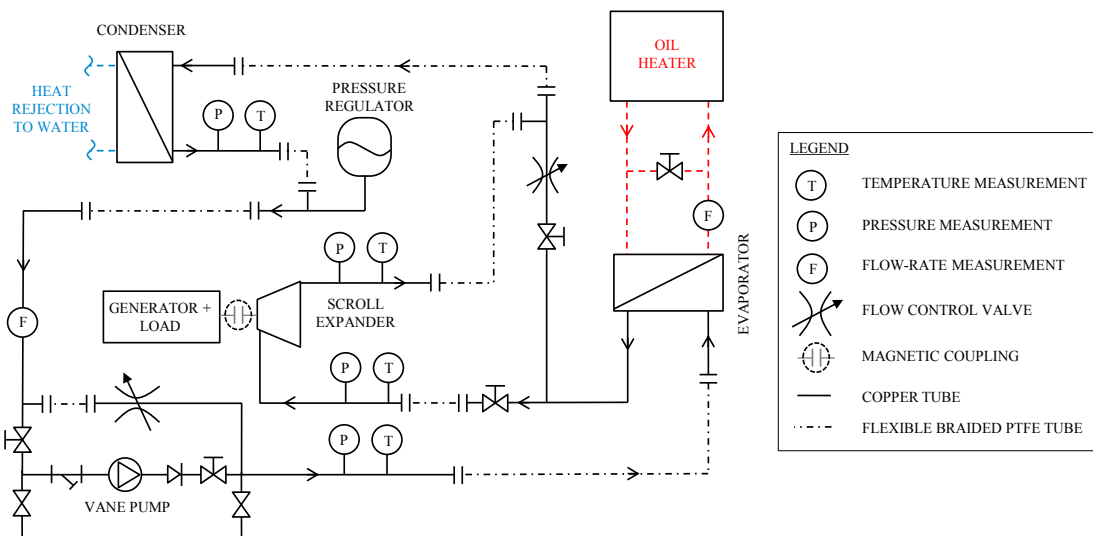 CONDENSER
HEAT
REJECTION
TO WATER
P
T
PRESSURE
REGULATOR
OIL
HEATER
F
EVAPORATOR
P
T
GENERATOR +
LOAD
SCROLL
EXPANDER
F
P
T
P
T
VANE PUMP
LEGEND
T TEMPERATURE MEASUREMENT
P PRESSURE MEASUREMENT
F FLOW-RATE MEASUREMENT
FLOW CONTROL VALVE
MAGNETIC COUPLING
COPPER TUBE
FLEXIBLE BRAIDED PTFE TUBE